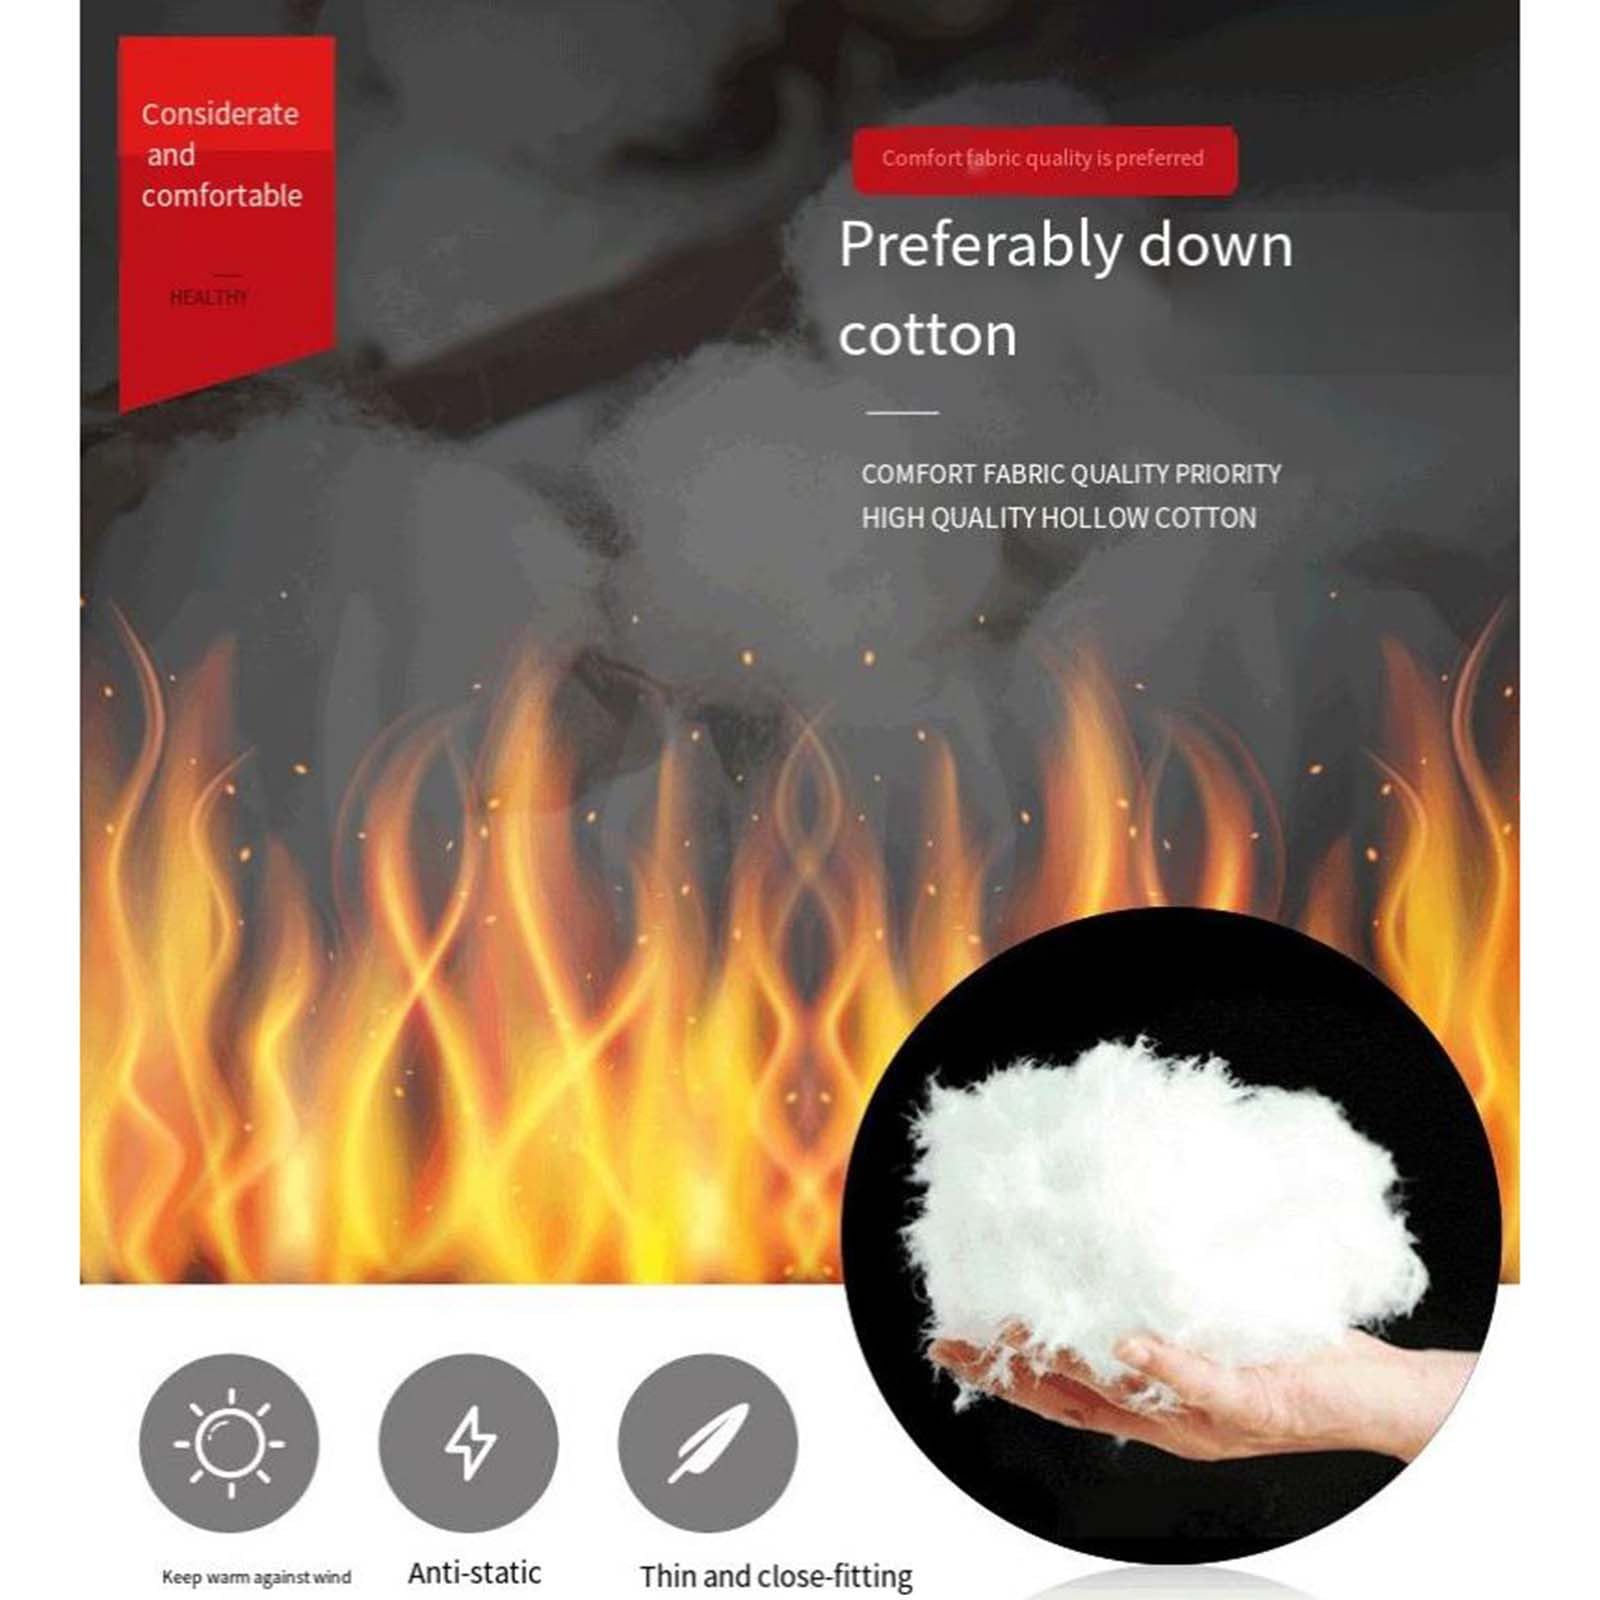 Considerate
and
comfortable
HEALTHY
Comfort fabric quality is preferred
Preferably down
cotton
COMFORT FABRIC QUALITY PRIORITY
HIGH QUALITY HOLLOW COTTON
Keep warm against wind
Anti-static
Thin and close-fitting